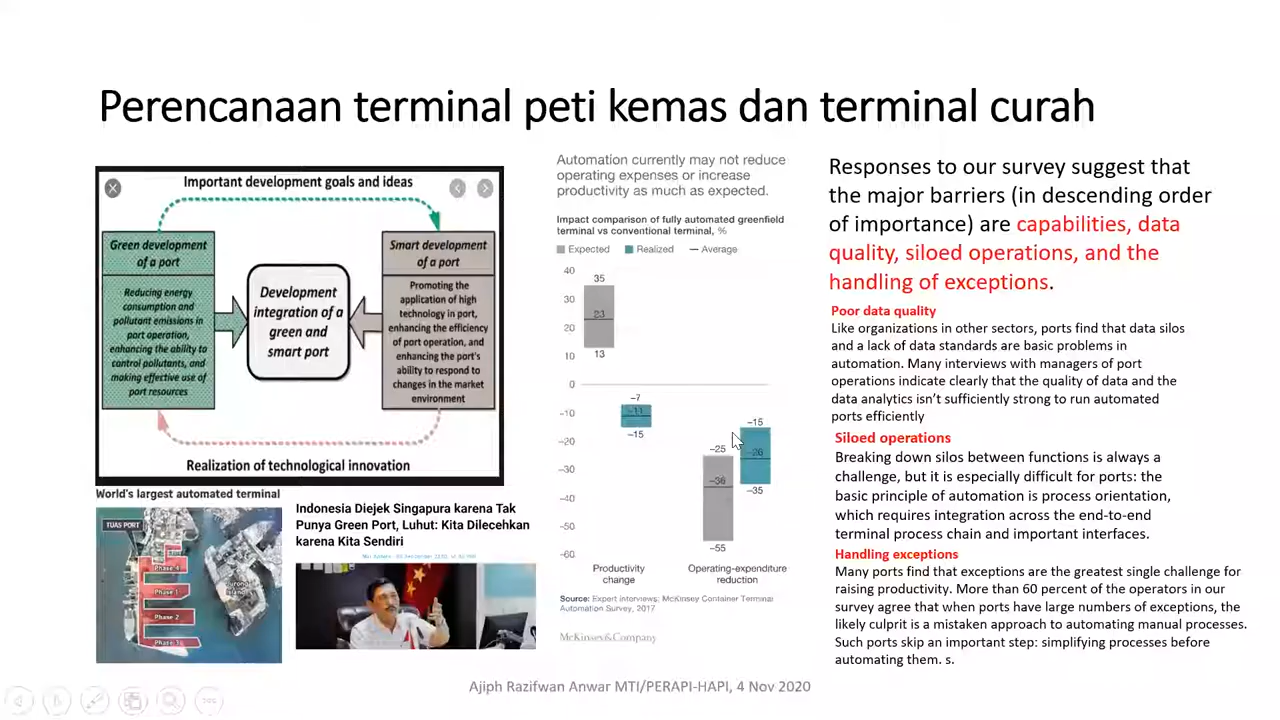 Perencanaan terminal peti kemas dan terminal curah
Important development goals and ideas
Green development
of a port
Reducing energy
consumption and
pollutant emissions in
port operation,
enhancing the ability to
control pollutants, and
making effective use of
port resources
Development
integration of a
green and
smart port
Smart development
of a port
Promoting the
application of high
technology in port,
enhancing the efficiency
of port operation, and
enhancing the port's
ability to respond to
changes in the market
environment
Realization of technological innovation
World's largest automated terminal
TUAS PORT
Phase 4
Phase 1
Phase 2
Phase 3
Jurong
Island
Indonesia Diejek Singapura karena Tak
Punya Green Port, Luhut: Kita Dilecehkan
karena Kita Sendiri
Automation currently may not reduce
operating expenses or increase
productivity as much as expected.
Impact comparison of fully automated greenfield
terminal vs conventional terminal, %
Expected
Realized
Average
40
30
20
10
0
-10
-20
-30
-40
-50
-60
35
23
13
-7
-11
-15
-25
-36
-55
-15
-26
-35
Productivity
change
Operating-expenditure
reduction
Source: Expert interviews; McKinsey Container Terminal
Automation Survey, 2017
McKinsey&Company
Responses to our survey suggest that
the major barriers (in descending order
of importance) are capabilities, data
quality, siloed operations, and the
handling of exceptions.
Poor data quality
Like organizations in other sectors, ports find that data silos
and a lack of data standards are basic problems in
automation. Many interviews with managers of port
operations indicate clearly that the quality of data and the
data analytics isn't sufficiently strong to run automated
ports efficiently
Siloed operations
Breaking down silos between functions is always a
challenge, but it is especially difficult for ports: the
basic principle of automation is process orientation,
which requires integration across the end-to-end
terminal process chain and important interfaces.
Handling exceptions
Many ports find that exceptions are the greatest single challenge for
raising productivity. More than 60 percent of the operators in our
survey agree that when ports have large numbers of exceptions, the
likely culprit is a mistaken approach to automating manual processes.
Such ports skip an important step: simplifying processes before
automating them. s.
Ajiph Razifwan Anwar MTI/PERAPI-HAPI, 4 Nov 2020